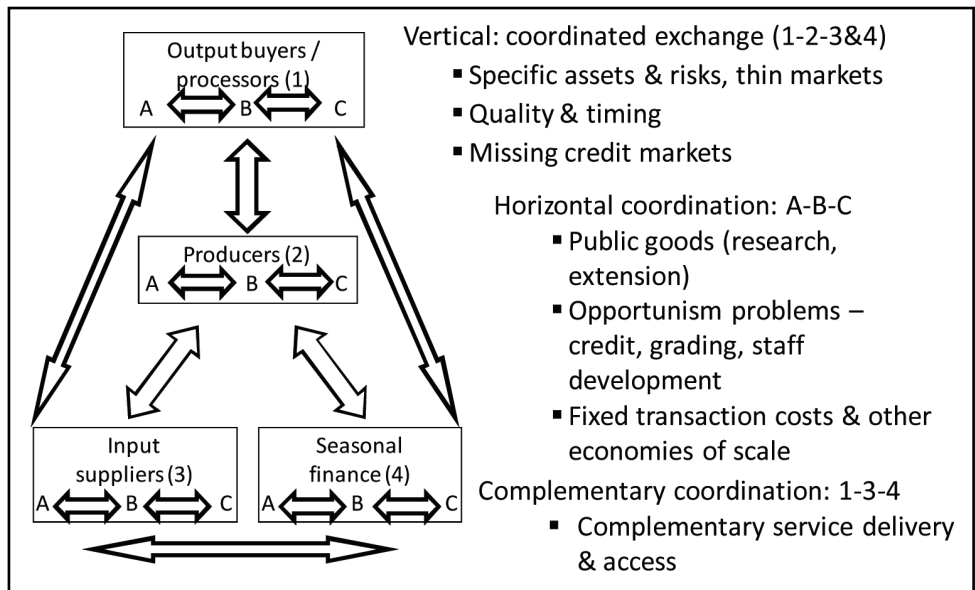 Output buyers /
processors (1)
A B C
Producers (2)
A B C
Input
suppliers (3)
A B C
Seasonal
finance (4)
A B C
Vertical: coordinated exchange (1-2-3&4)
▪ Specific assets & risks, thin markets
▪ Quality & timing
▪ Missing credit markets
Horizontal coordination: A-B-C
▪ Public goods (research,
extension)
▪ Opportunism problems –
credit, grading, staff
development
▪ Fixed transaction costs & other
economies of scale
Complementary coordination: 1-3-4
▪ Complementary service delivery
& access